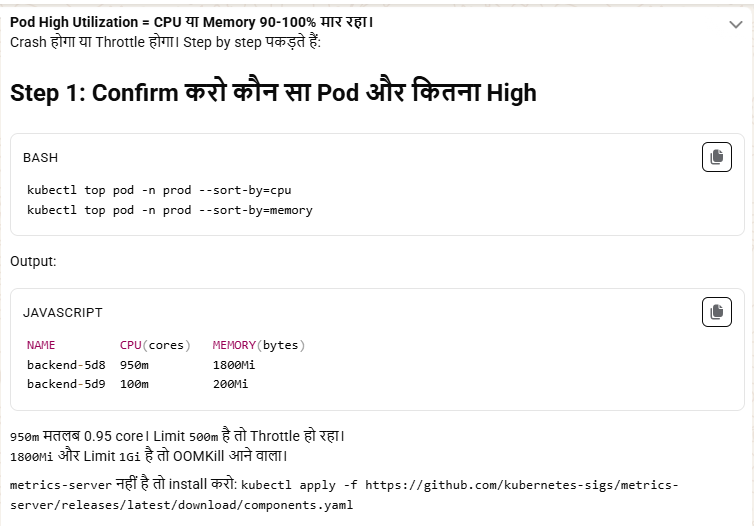 Pod High Utilization = CPU या Memory 90-100% मार रहा।
Crash होगा या Throttle होगा। Step by step पकड़ते हैं:
Step 1: Confirm करो कौन सा Pod और कितना High
BASH
kubectl top pod -n prod --sort-by=cpu
kubectl top pod -n prod --sort-by=memory
Output:
JAVASCRIPT
NAME CPU(cores) MEMORY(bytes)
backend-5d8 950m 1800Mi
backend-5d9 100m 200Mi
950m मतलब 0.95 core। Limit 500m है तो Throttle हो रहा।
1800Mi और Limit 1Gi है तो OOMKill आने वाला।
metrics-server नहीं है तो install करो: kubectl apply -f https://github.com/kubernetes-sigs/metrics-
server/releases/latest/download/components.yaml